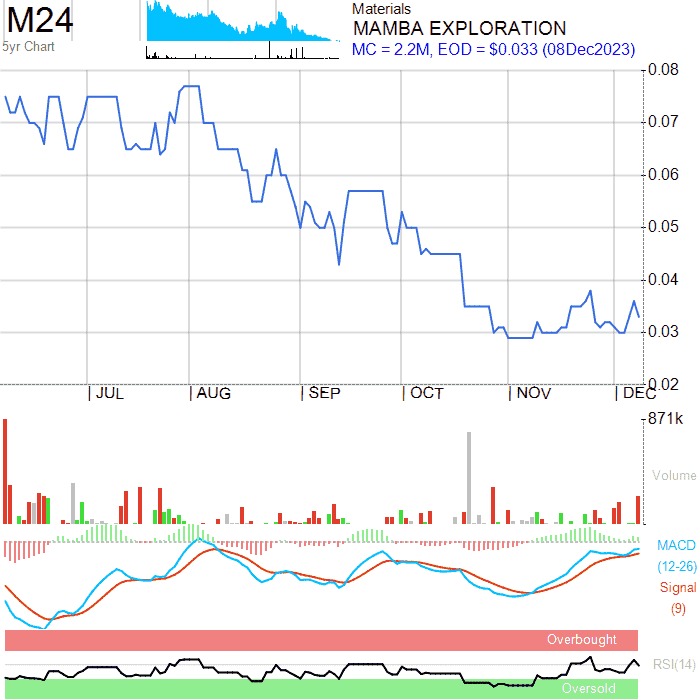 M24
5yr Chart
Materials
MAMBA EXPLORATION
MC = 2.2M, EOD = $0.033 (08Dec2023)
0.08
0.07
0.06
0.05
0.04
0.03
0.02
JUL AUG SEP OCT NOV DEC
871k
Volume
MACD
(12-26)
Signal
(9)
Overbought
RSI(14)
Oversold